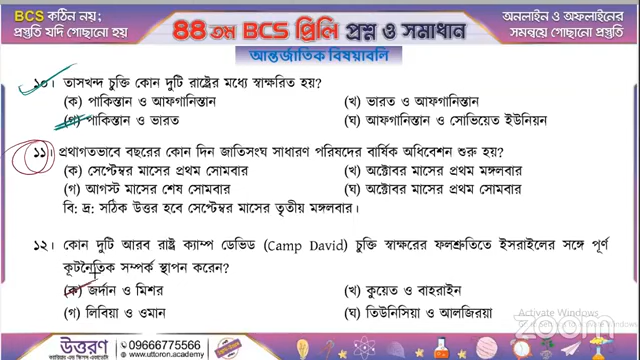 BCS কঠিন নয়;
প্রস্তুতি যদি গোছানো হয়
৪৪ তম BCS প্রিলি প্রশ্ন ও সমাধান
অনলাইন ও অফলাইনের
সমন্বয়ে গোছানো প্রস্তুতি
আন্তর্জাতিক বিষয়াবলি
১০। তাসখন্দ চুক্তি কোন দুটি রাষ্ট্রের মধ্যে স্বাক্ষরিত হয়?
(ক) পাকিস্তান ও আফগানিস্তান (খ) ভারত ও আফগানিস্তান
(গ) পাকিস্তান ও ভারত (ঘ) আফগানিস্তান ও সোভিয়েত ইউনিয়ন
১১। প্রথাগতভাবে বছরের কোন দিন জাতিসংঘ সাধারণ পরিষদের বার্ষিক অধিবেশন শুরু হয়?
(ক) সেপ্টেম্বর মাসের প্রথম সোমবার (খ) অক্টোবর মাসের প্রথম মঙ্গলবার
(গ) আগস্ট মাসের শেষ সোমবার (ঘ) অক্টোবর মাসের প্রথম সোমবার
বি: দ্র: সঠিক উত্তর হবে সেপ্টেম্বর মাসের তৃতীয় মঙ্গলবার।
১২। কোন দুটি আরব রাষ্ট্র ক্যাম্প ডেভিড (Camp David) চুক্তি স্বাক্ষরের ফলশ্রুতিতে ইসরাইলের সঙ্গে পূর্ণ
কূটনৈতিক সম্পর্ক স্থাপন করেন?
(ক) জর্দান ও মিশর (খ) কুয়েত ও বাহরাইন
(গ) লিবিয়া ও ওমান (ঘ) তিউনিসিয়া ও আলজিরয়া
Activate Windows
zoom
উত্তরণ
09666775566
www.uttoron.academy